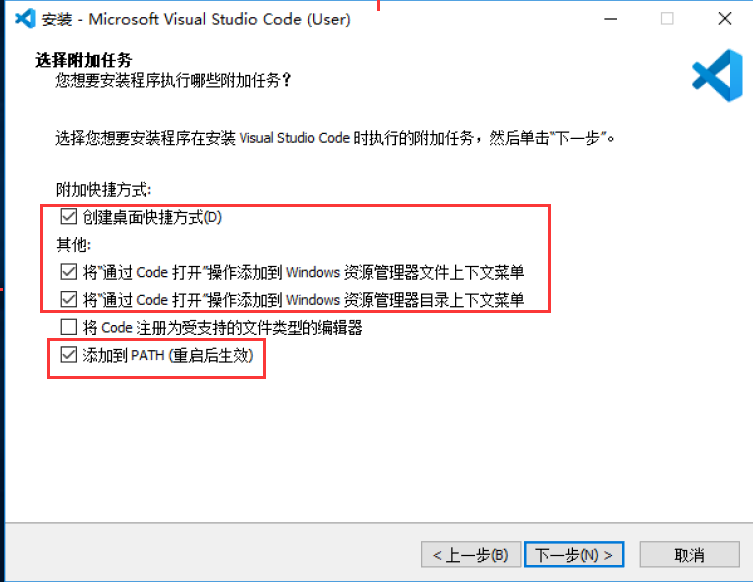 安装 - Microsoft Visual Studio Code (User)
选择附加任务
您想要安装程序执行哪些附加任务？
选择您想要安装程序在安装 Visual Studio Code 时执行的附加任务，然后单击“下一步”。
附加快捷方式:
创建桌面快捷方式(D)
其他:
将“通过 Code 打开”操作添加到 Windows 资源管理器文件上下文菜单
将“通过 Code 打开”操作添加到 Windows 资源管理器目录上下文菜单
将 Code 注册为受支持的文件类型的编辑器
添加到 PATH (重启后生效)
< 上一步(B) 下一步(N) > 取消